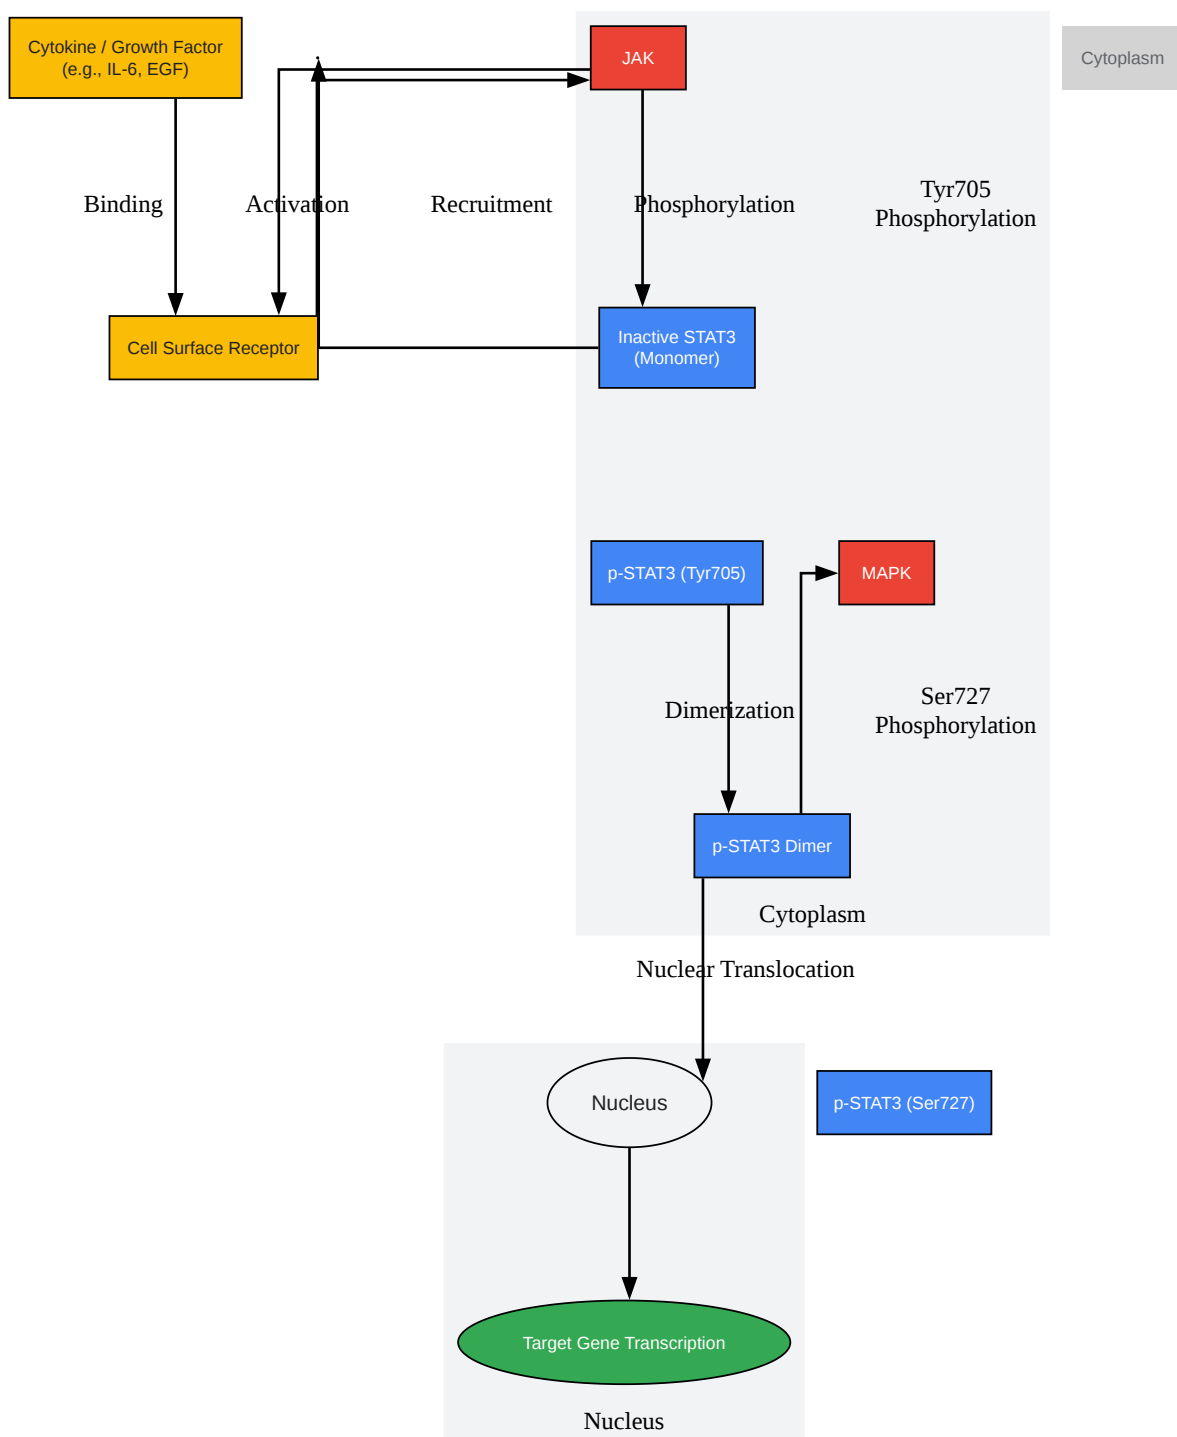 Cytokine / Growth Factor
(e.g., IL-6, EGF)
JAK
Cytoplasm
Binding
Activation
Recruitment
Phosphorylation
Tyr705
Phosphorylation
Cell Surface Receptor
Inactive STAT3
(Monomer)
p-STAT3 (Tyr705)
MAPK
Dimerization
Ser727
Phosphorylation
p-STAT3 Dimer
Cytoplasm
Nuclear Translocation
Nucleus
p-STAT3 (Ser727)
Target Gene Transcription
Nucleus